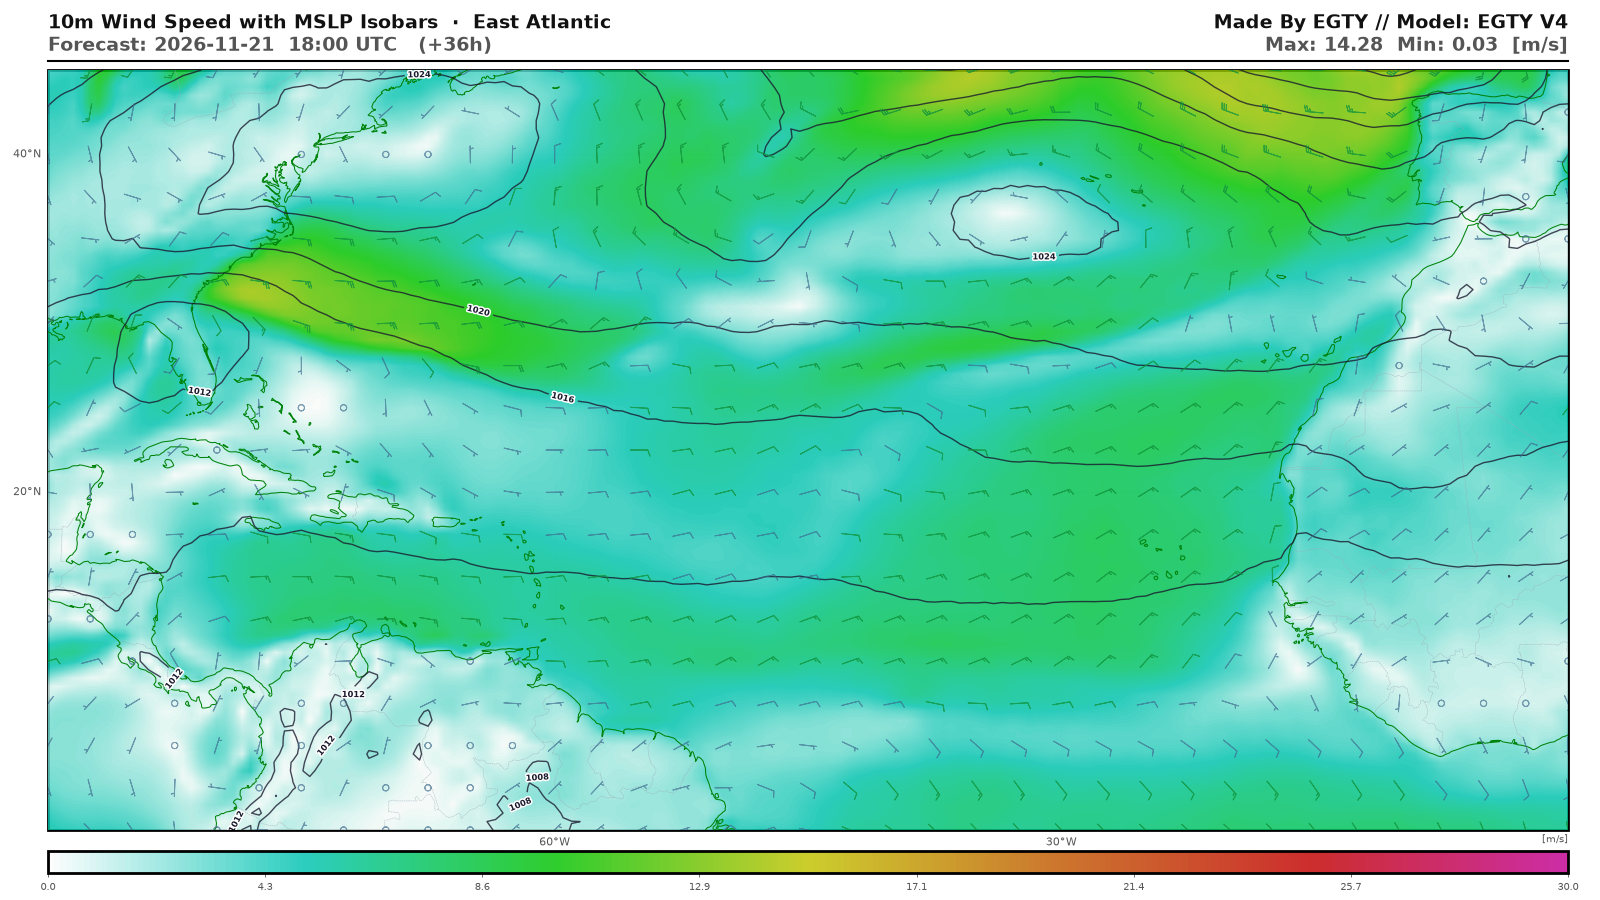 10m Wind Speed with MSLP Isobars · East Atlantic
Made By EGTY // Model: EGTY V4
Forecast: 2026-11-21 18:00 UTC (+36h)
Max: 14.28 Min: 0.03 [m/s]
1024
40°N
1024
1020
1012
1016
20°N
1012
1012
1012
1008
1008
1012
60°W
30°W
[m/s]
0.0 4.3 8.6 12.9 17.1 21.4 25.7 30.0